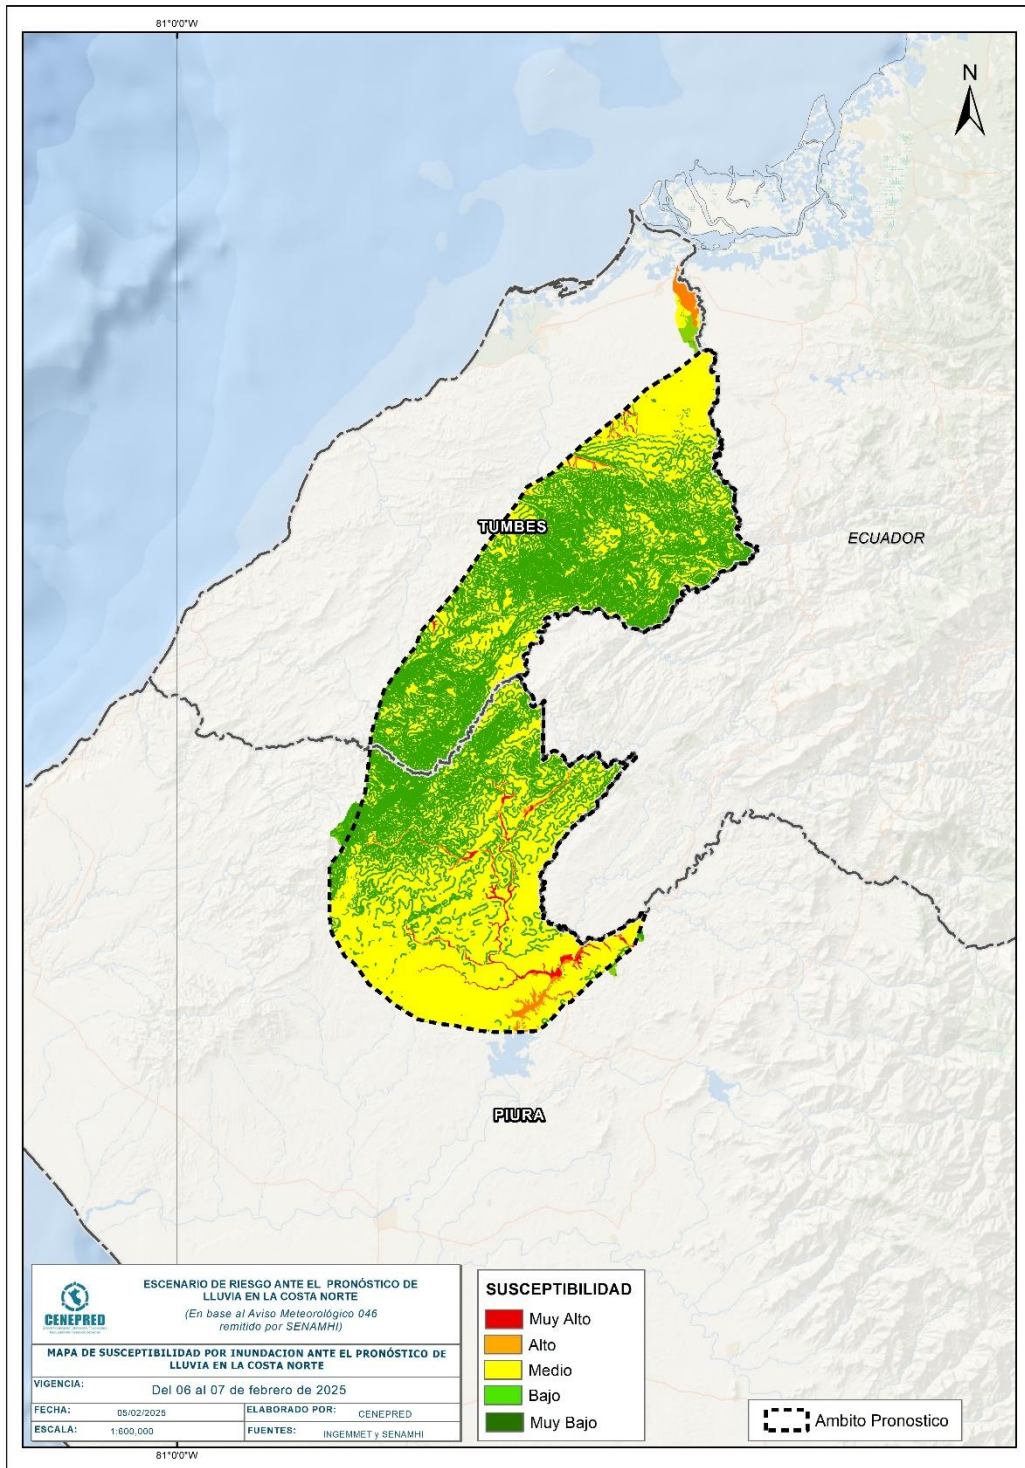 81°0'0"W
N
TUMBES
ECUADOR
PIURA
CENEPRED
ESCENARIO DE RIESGO ANTE EL PRONÓSTICO DE
LLUVIA EN LA COSTA NORTE
(En base al Aviso Meteorológico 046
remitido por SENAMHI)
MAPA DE SUSCEPTIBILIDAD POR INUNDACION ANTE EL PRONÓSTICO DE
LLUVIA EN LA COSTA NORTE
VIGENCIA: Del 06 al 07 de febrero de 2025
FECHA: 05/02/2025 ELABORADO POR: CENEPRED
ESCALA: 1:600,000 FUENTES: INGEMMET y SENAMHI
SUSCEPTIBILIDAD
Muy Alto
Alto
Medio
Bajo
Muy Bajo
Ambito Pronostico
81°0'0"W